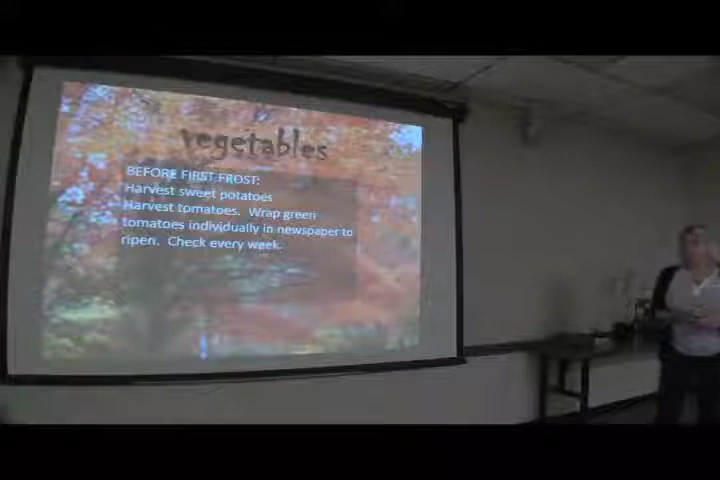 vegetables
BEFORE FIRST FROST:
Harvest sweet potatoes
Harvest tomatoes.  Wrap green
tomatoes individually in newspaper to
ripen.  Check every week.